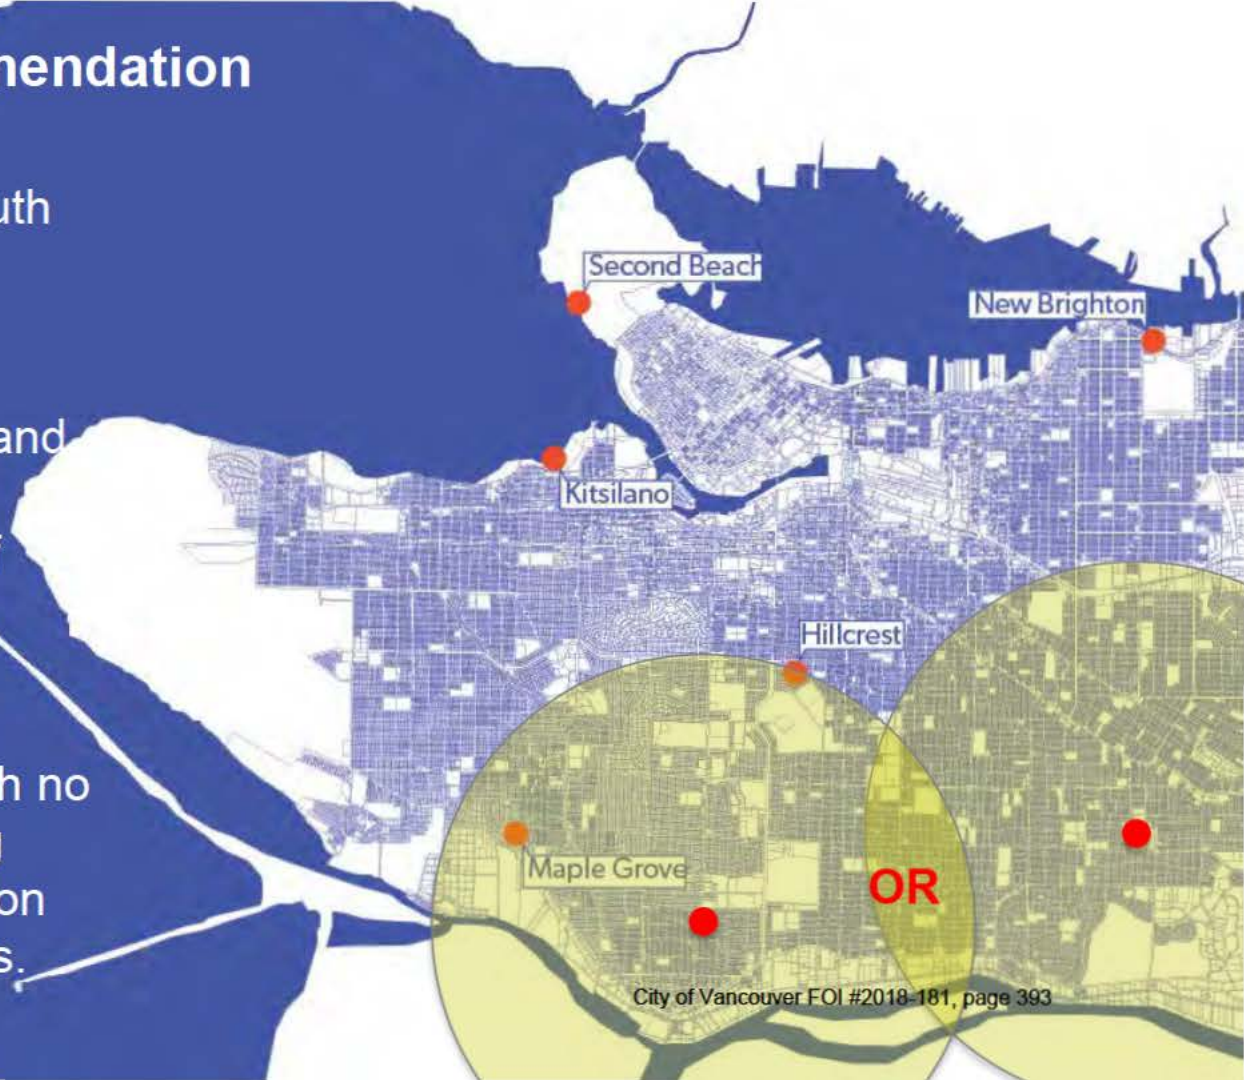 mendation
uth
Second Beach
New Brighton
and
Kitsilano
Hillcrest
h no
Maple Grove
OR
on
s.
City of Vancouver FOI #2018-181, page 393